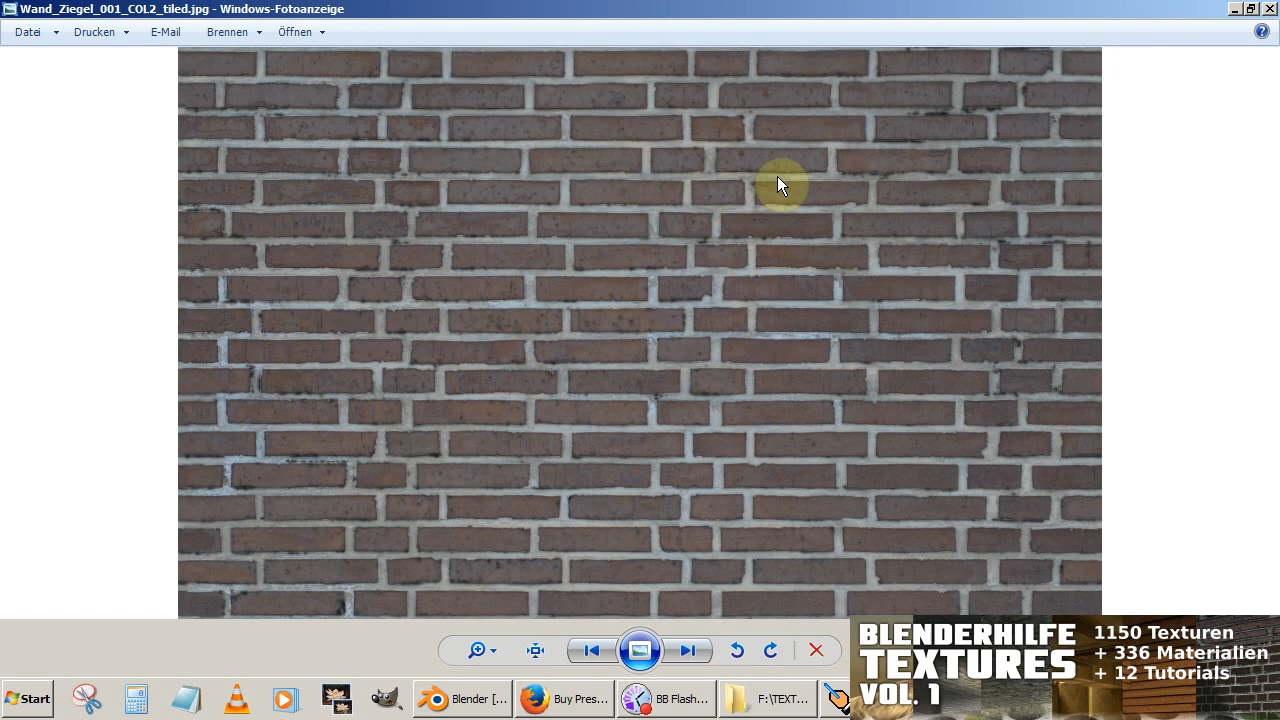 Wand_Ziegel_001_COL2_tiled.jpg - Windows-Fotoanzeige
Datei Drucken E-Mail Brennen Öffnen
BLENDERHILFE
TEXTURES
VOL. 1
1150 Texturen
+ 336 Materialien
+ 12 Tutorials
Start Blender [... Buy Pres... BB Flash... F:\TEXT...